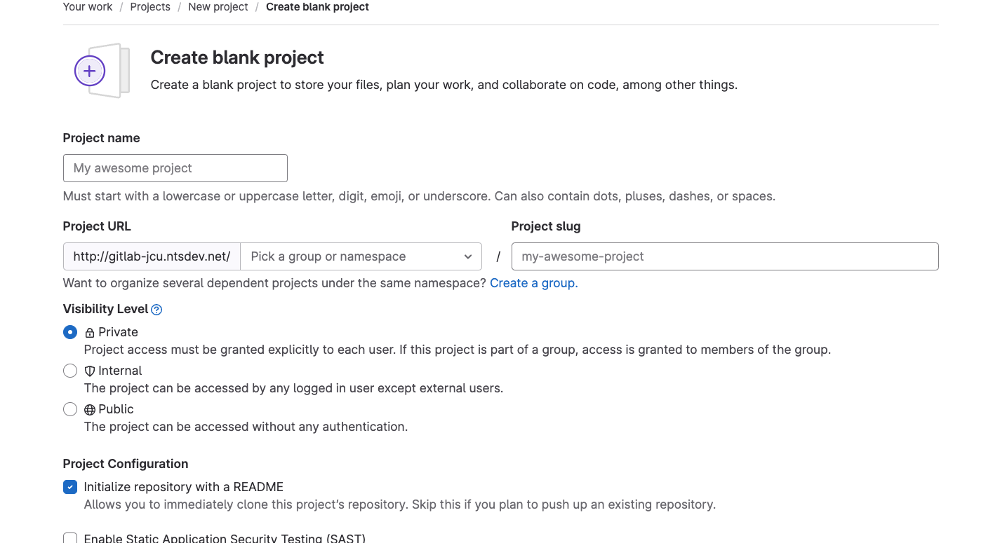 Your work / Projects / New project / Create blank project
Create blank project
Create a blank project to store your files, plan your work, and collaborate on code, among other things.
Project name
My awesome project
Must start with a lowercase or uppercase letter, digit, emoji, or underscore. Can also contain dots, pluses, dashes, or spaces.
Project URL
Project slug
http://gitlab-jcu.ntsdev.net/ Pick a group or namespace / my-awesome-project
Want to organize several dependent projects under the same namespace? Create a group.
Visibility Level
Private
Project access must be granted explicitly to each user. If this project is part of a group, access is granted to members of the group.
Internal
The project can be accessed by any logged in user except external users.
Public
The project can be accessed without any authentication.
Project Configuration
Initialize repository with a README
Allows you to immediately clone this project's repository. Skip this if you plan to push up an existing repository.
Enable Static Application Security Testing (SAST)